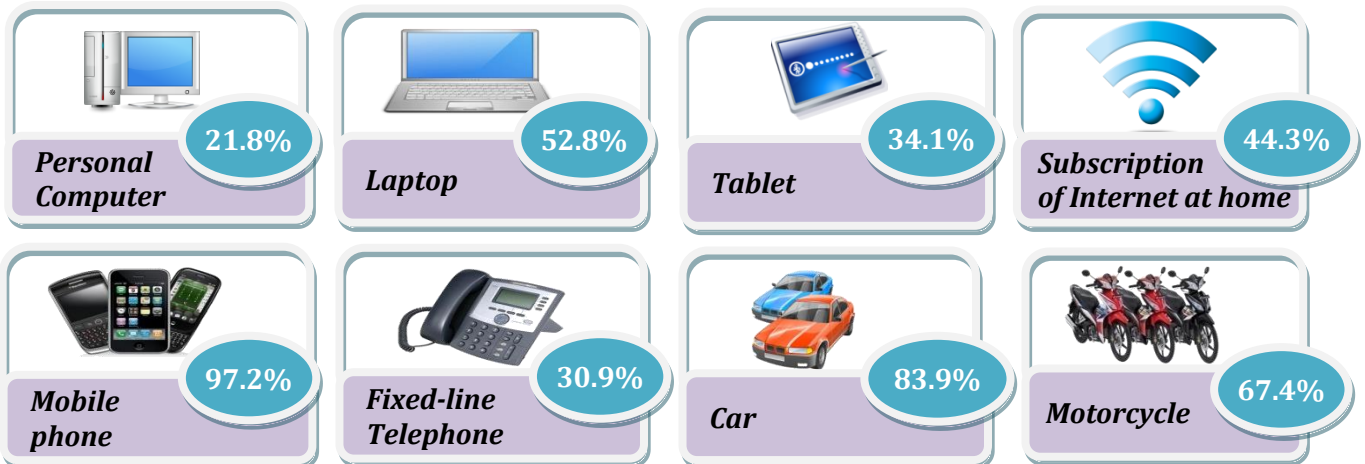 21.8%
Personal
Computer
52.8%
Laptop
34.1%
Tablet
44.3%
Subscription
of Internet at home
97.2%
Mobile
phone
30.9%
Fixed-line
Telephone
83.9%
Car
67.4%
Motorcycle